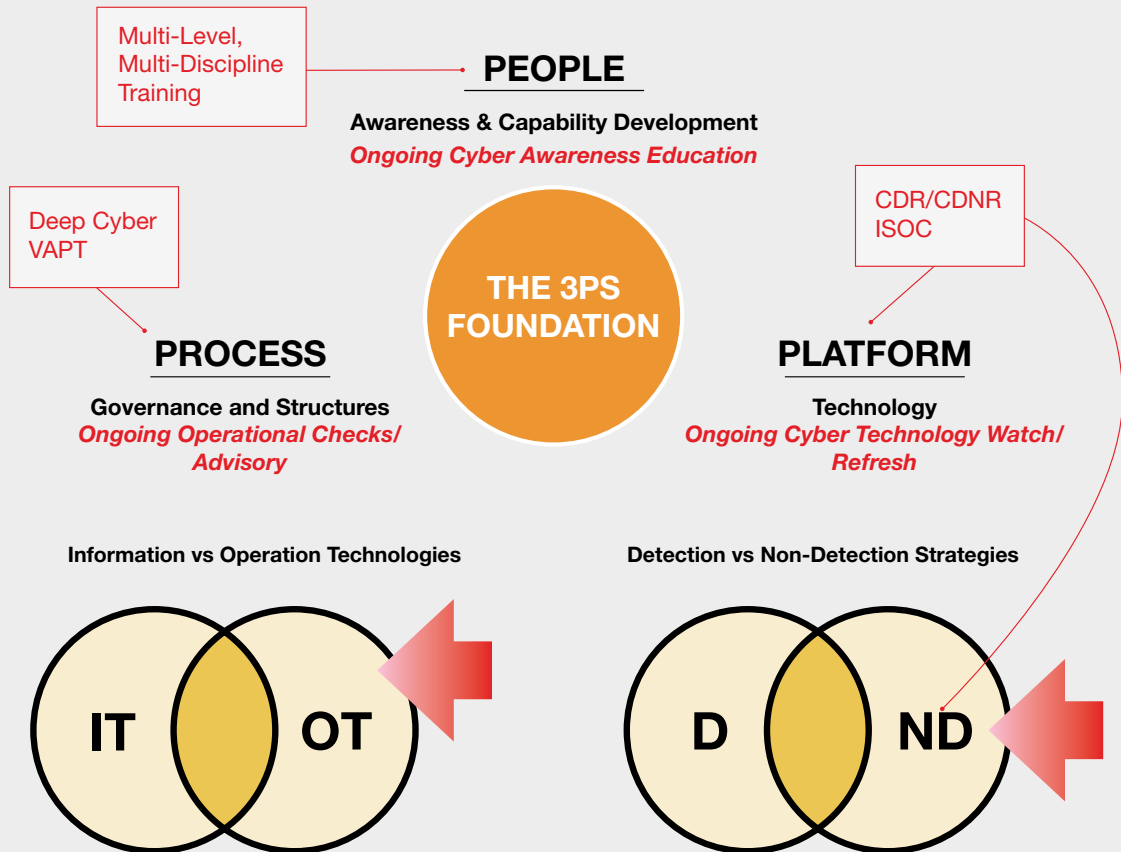 Multi-Level,
Multi-Discipline
Training
PEOPLE
Awareness & Capability Development
Ongoing Cyber Awareness Education
Deep Cyber
VAPT
CDR/CDNR
ISOC
THE 3PS
FOUNDATION
PROCESS
Governance and Structures
Ongoing Operational Checks/
Advisory
PLATFORM
Technology
Ongoing Cyber Technology Watch/
Refresh
Information vs Operation Technologies
IT
OT
Detection vs Non-Detection Strategies
D
ND